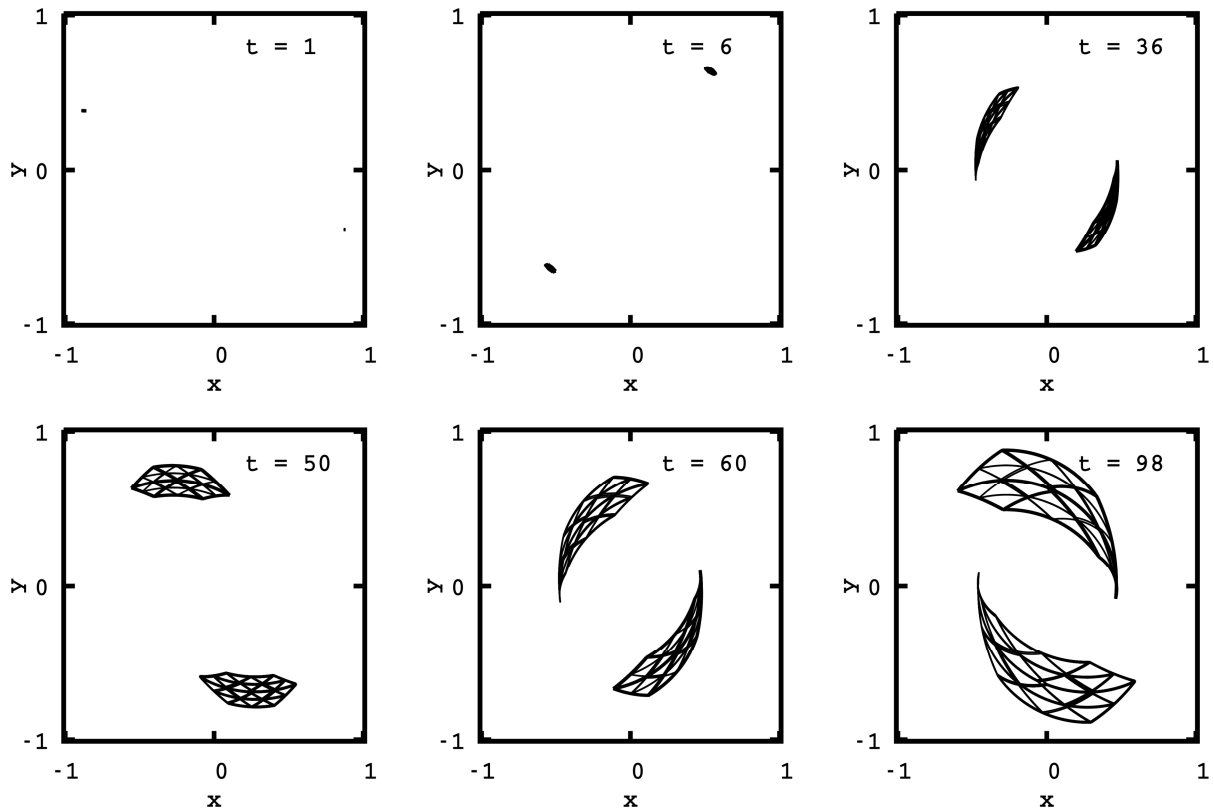 1 1 1
t = 1 t = 6 t = 36
y 0 y 0 y 0
-1 -1 -1
-1 0 1 -1 0 1 -1 0 1
x x x
1 1 1
t = 50 t = 60 t = 98
y 0 y 0 y 0
-1 -1 -1
-1 0 1 -1 0 1 -1 0 1
x x x